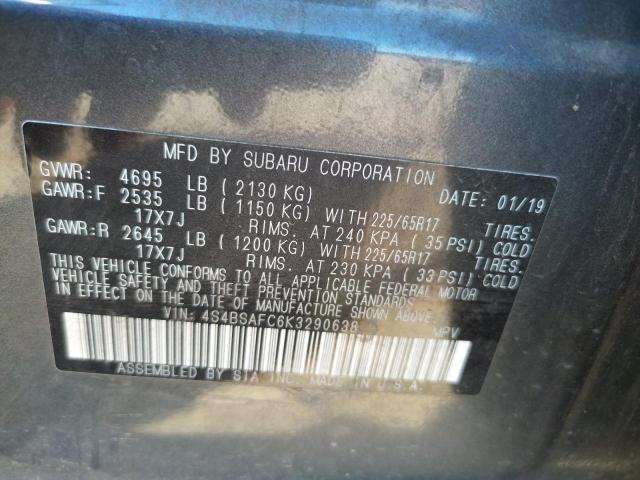 MFD BY SUBARU CORPORATION
GVWR: 4695 LB ( 2130 KG) DATE: 01/19
GAWR:F 2535 LB ( 1150 KG) WITH 225/65R17 TIRES.
17X7J RIMS. AT 240 KPA ( 35 PSI) COLD
GAWR:R 2645 LB ( 1200 KG) WITH 225/65R17 TIRES.
17X7J RIMS. AT 230 KPA ( 33 PSI) COLD
THIS VEHICLE CONFORMS TO ALL APPLICABLE FEDERAL MOTOR
VEHICLE SAFETY AND THEFT PREVENTION STANDARDS
IN EFFECT ON THE DATE OF MANUFACTURE SHOWN ABOVE.
VIN: 4S4BSAFC6K3290638 MPV
ASSEMBLED BY SIA INC. MADE IN U.S.A.